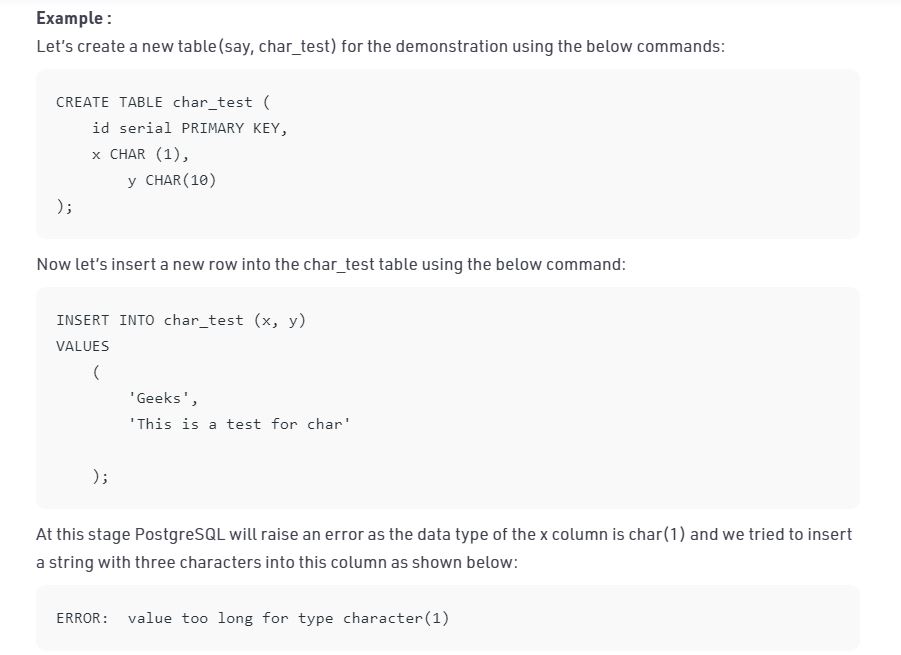 Example :
Let's create a new table(say, char_test) for the demonstration using the below commands:
CREATE TABLE char_test (
    id serial PRIMARY KEY,
    x CHAR (1),
        y CHAR(10)
);
Now let's insert a new row into the char_test table using the below command:
INSERT INTO char_test (x, y)
VALUES
    (
        'Geeks',
        'This is a test for char'
    );
At this stage PostgreSQL will raise an error as the data type of the x column is char(1) and we tried to insert
a string with three characters into this column as shown below:
ERROR:  value too long for type character(1)